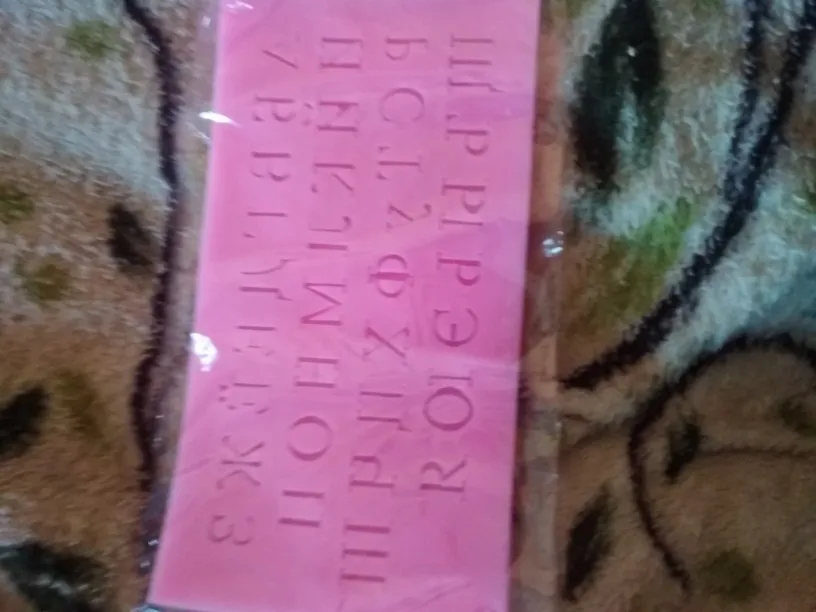 А Б В Г Д Е Ё Ж З
И Й К Л М Н О П
Р С Т У Ф Х Ц Ч Ш
Щ Ъ Ы Ь Э Ю Я